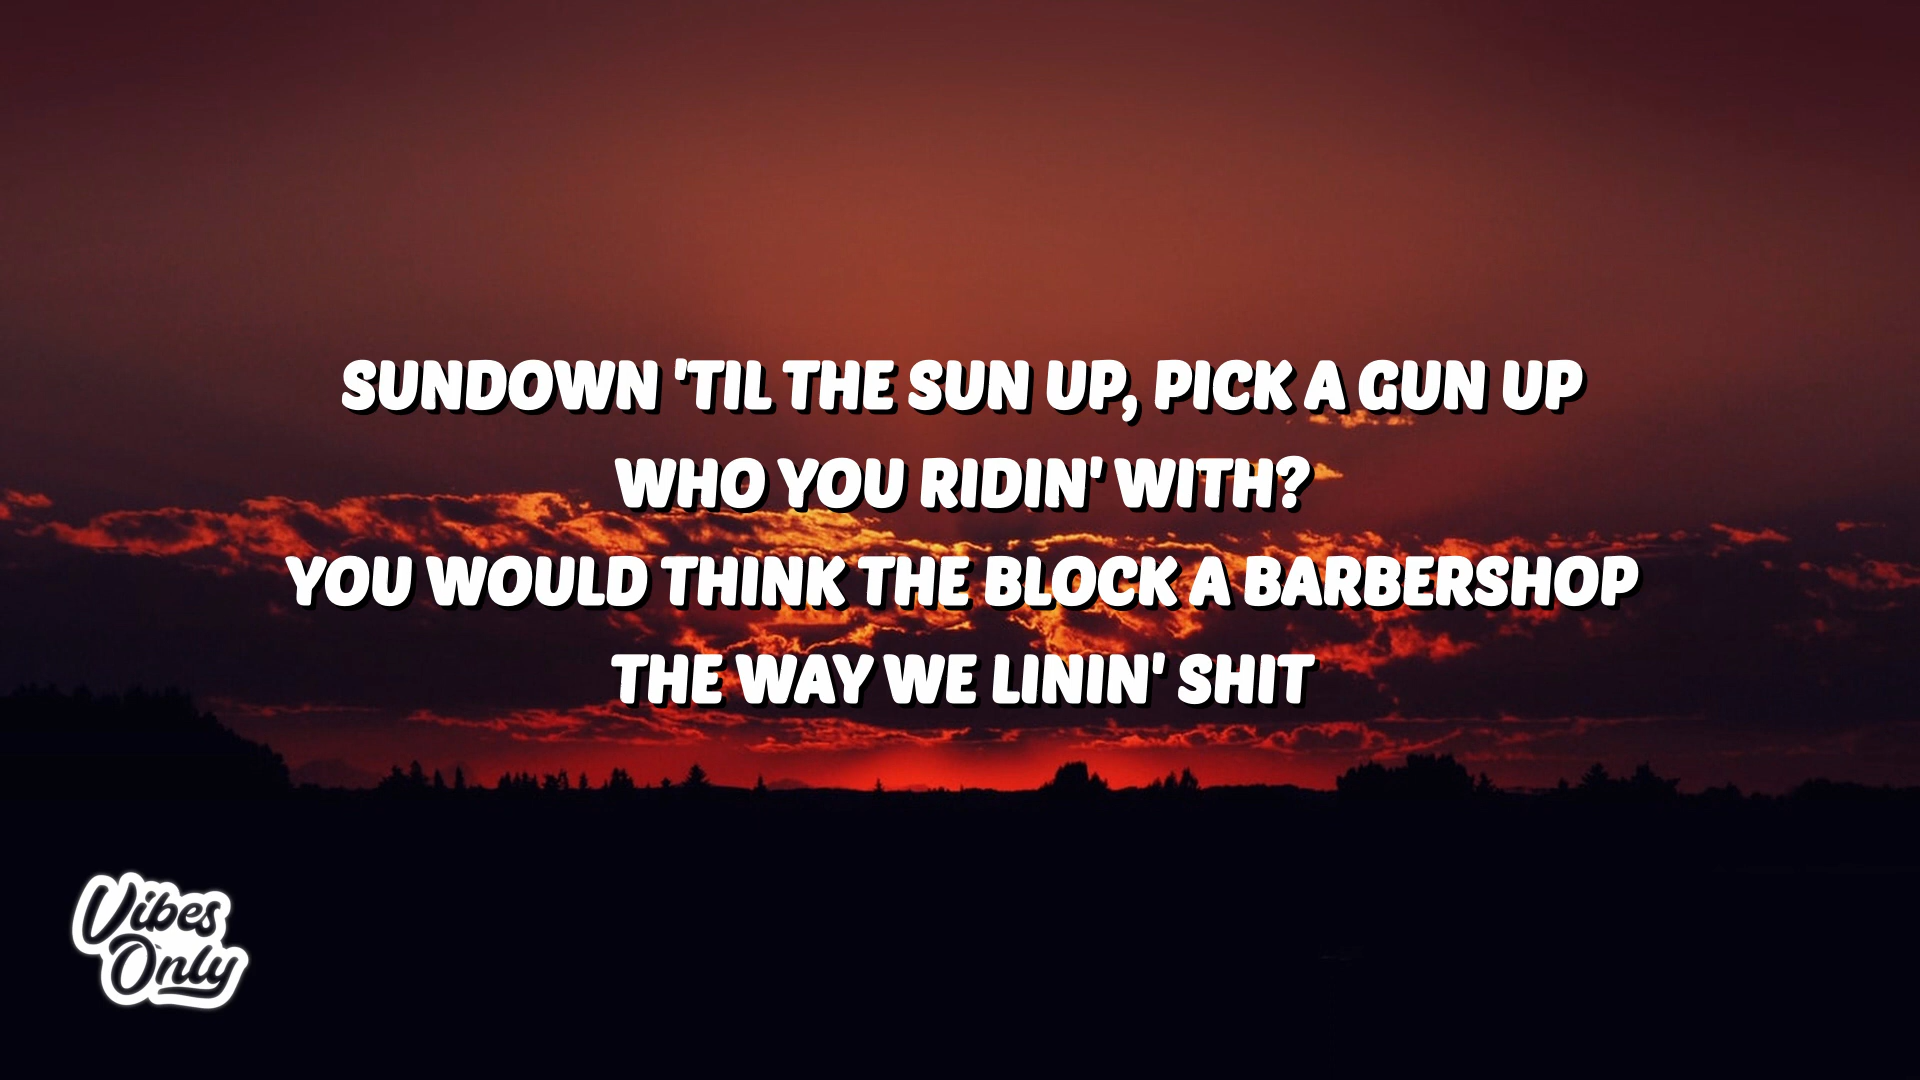 SUNDOWN 'TIL THE SUN UP, PICK A GUN UP
WHO YOU RIDIN' WITH?
YOU WOULD THINK THE BLOCK A BARBERSHOP
THE WAY WE LININ' SHIT
Vibes
Only